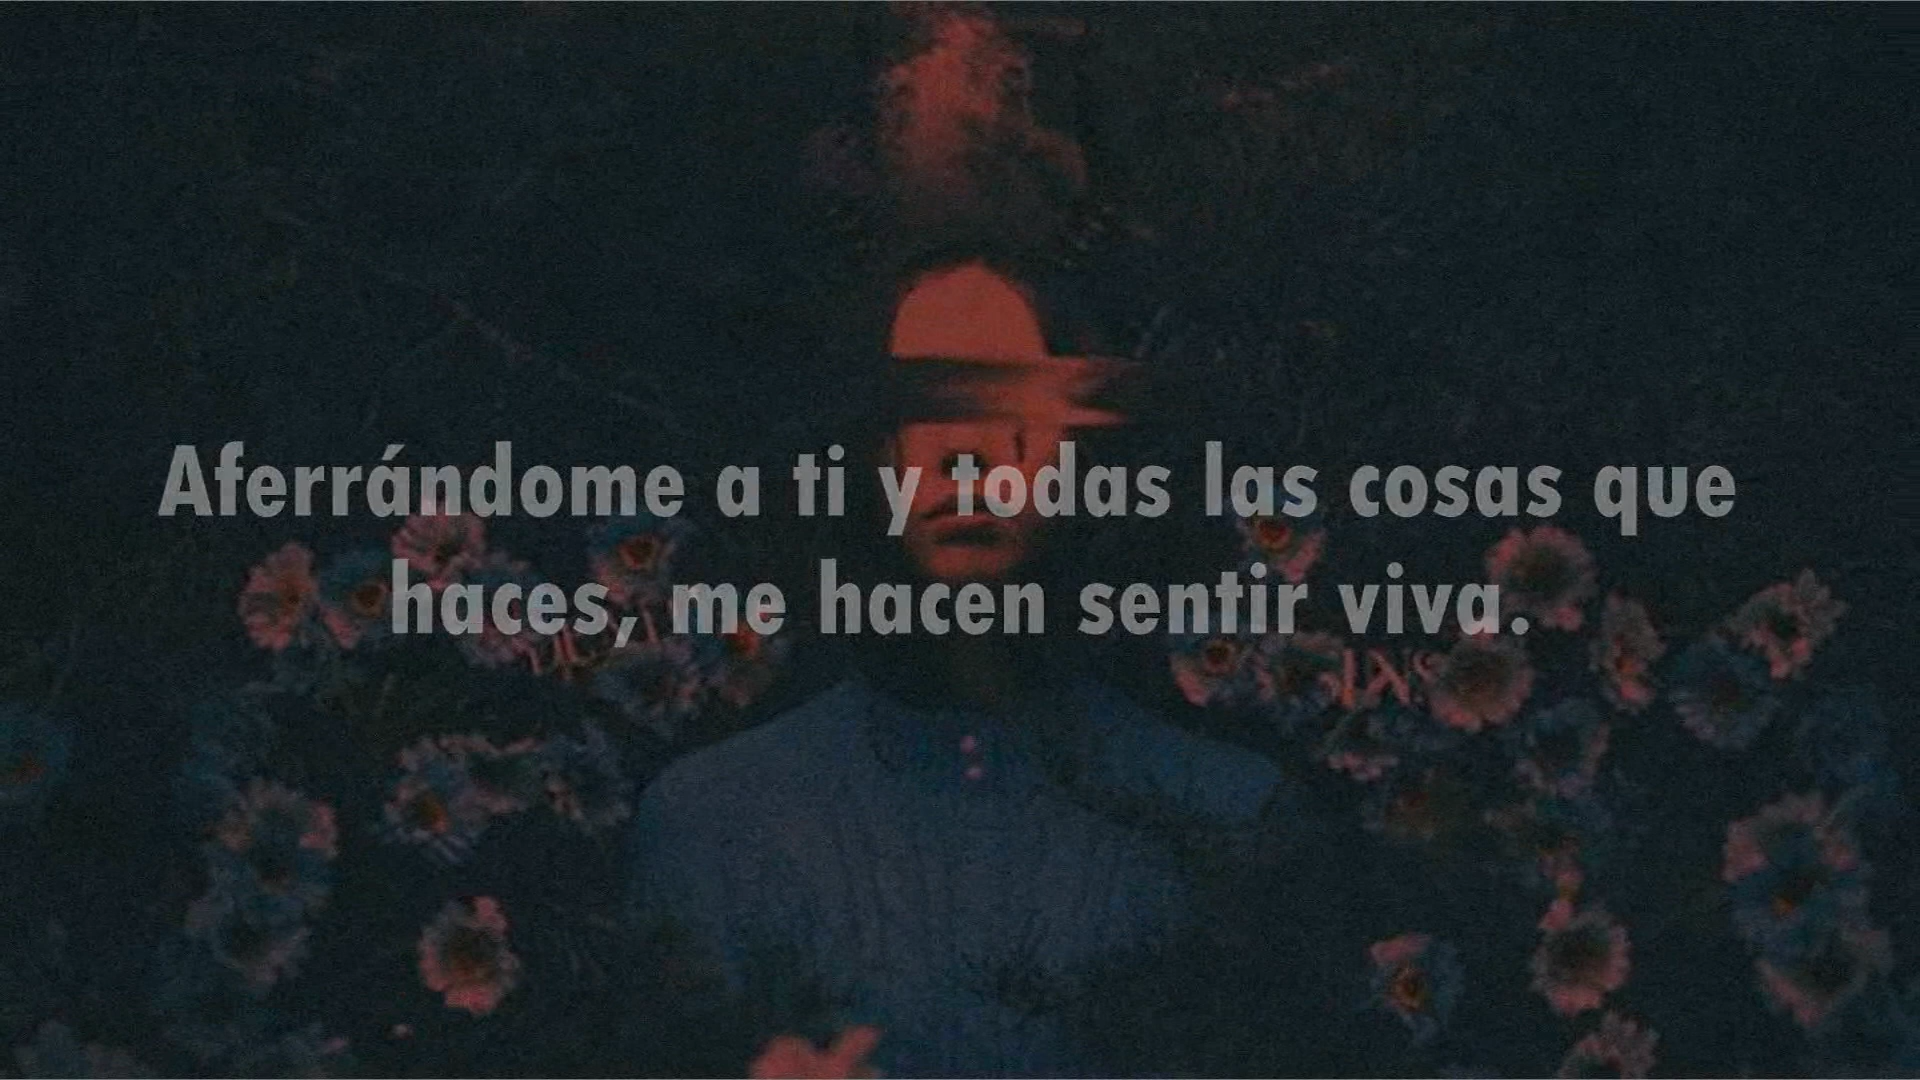 Aferrándome a ti y todas las cosas que
haces, me hacen sentir viva.